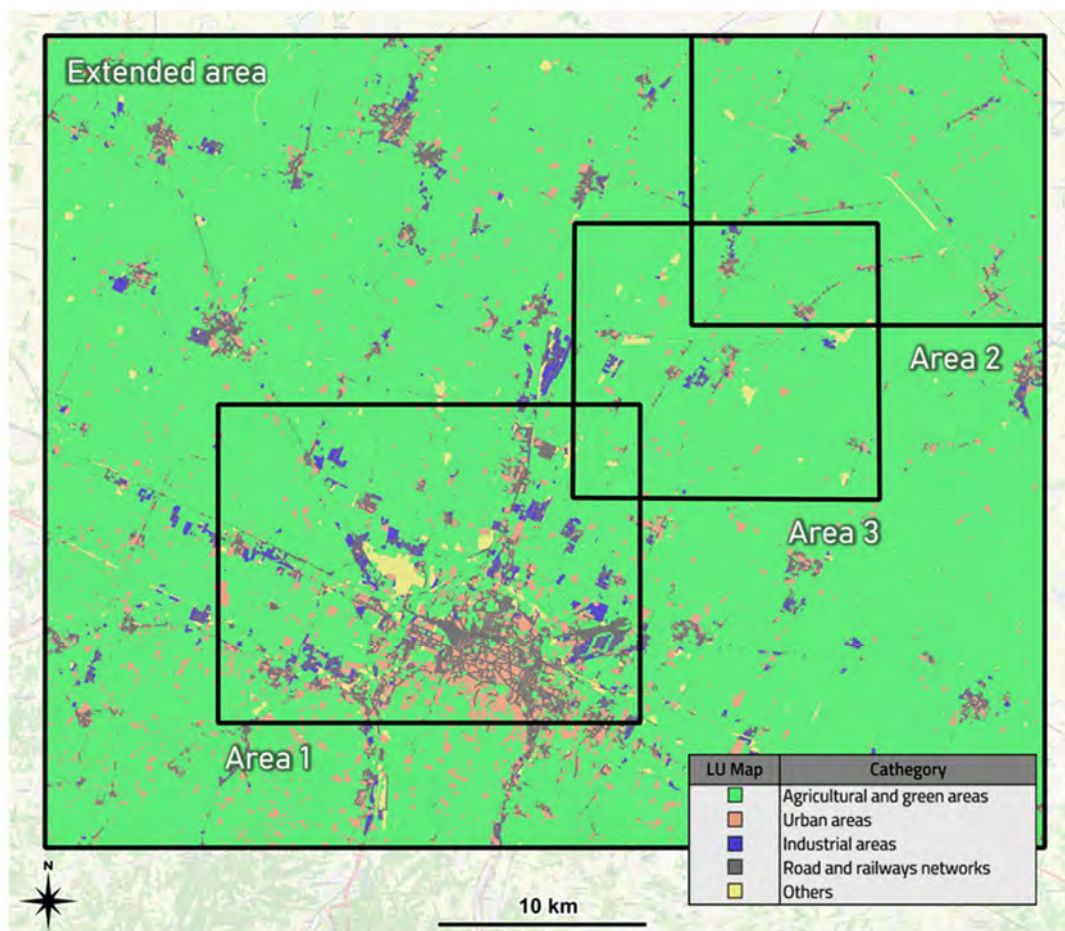 Extended area
Area 2
Area 3
Area 1
LU Map Cathegory
Agricultural and green areas
Urban areas
Industrial areas
Road and railways networks
Others
N
10 km